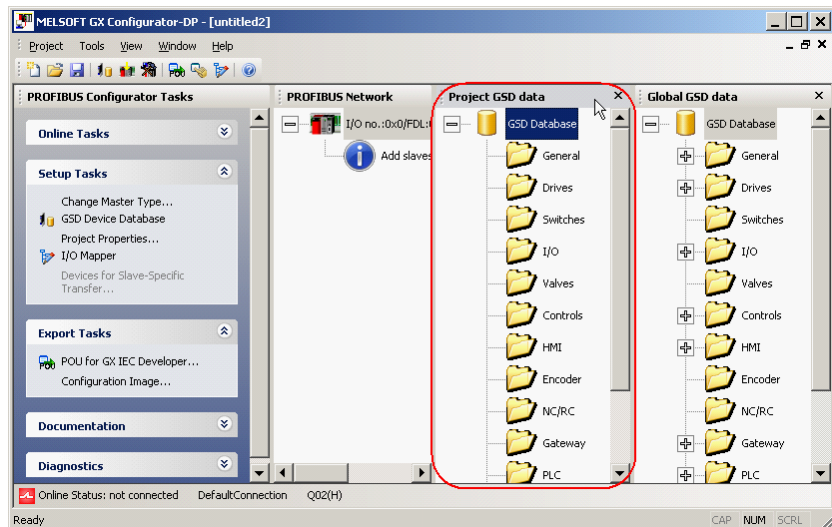 MELSOFT GX Configurator-DP - [untitled2]
Project Tools View Window Help
PROFIBUS Configurator Tasks
Online Tasks
Setup Tasks
Change Master Type...
GSD Device Database
Project Properties...
I/O Mapper
Devices for Slave-Specific
Transfer...
Export Tasks
POU for GX IEC Developer...
Configuration Image...
Documentation
Diagnostics
PROFIBUS Network
I/O no.:0x0/FDL:
Add slaves
Project GSD data
GSD Database
General
Drives
Switches
I/O
Valves
Controls
HMI
Encoder
NC/RC
Gateway
PLC
Global GSD data
GSD Database
General
Drives
Switches
I/O
Valves
Controls
HMI
Encoder
NC/RC
Gateway
PLC
Online Status: not connected DefaultConnection Q02(H)
Ready CAP NUM SCRL